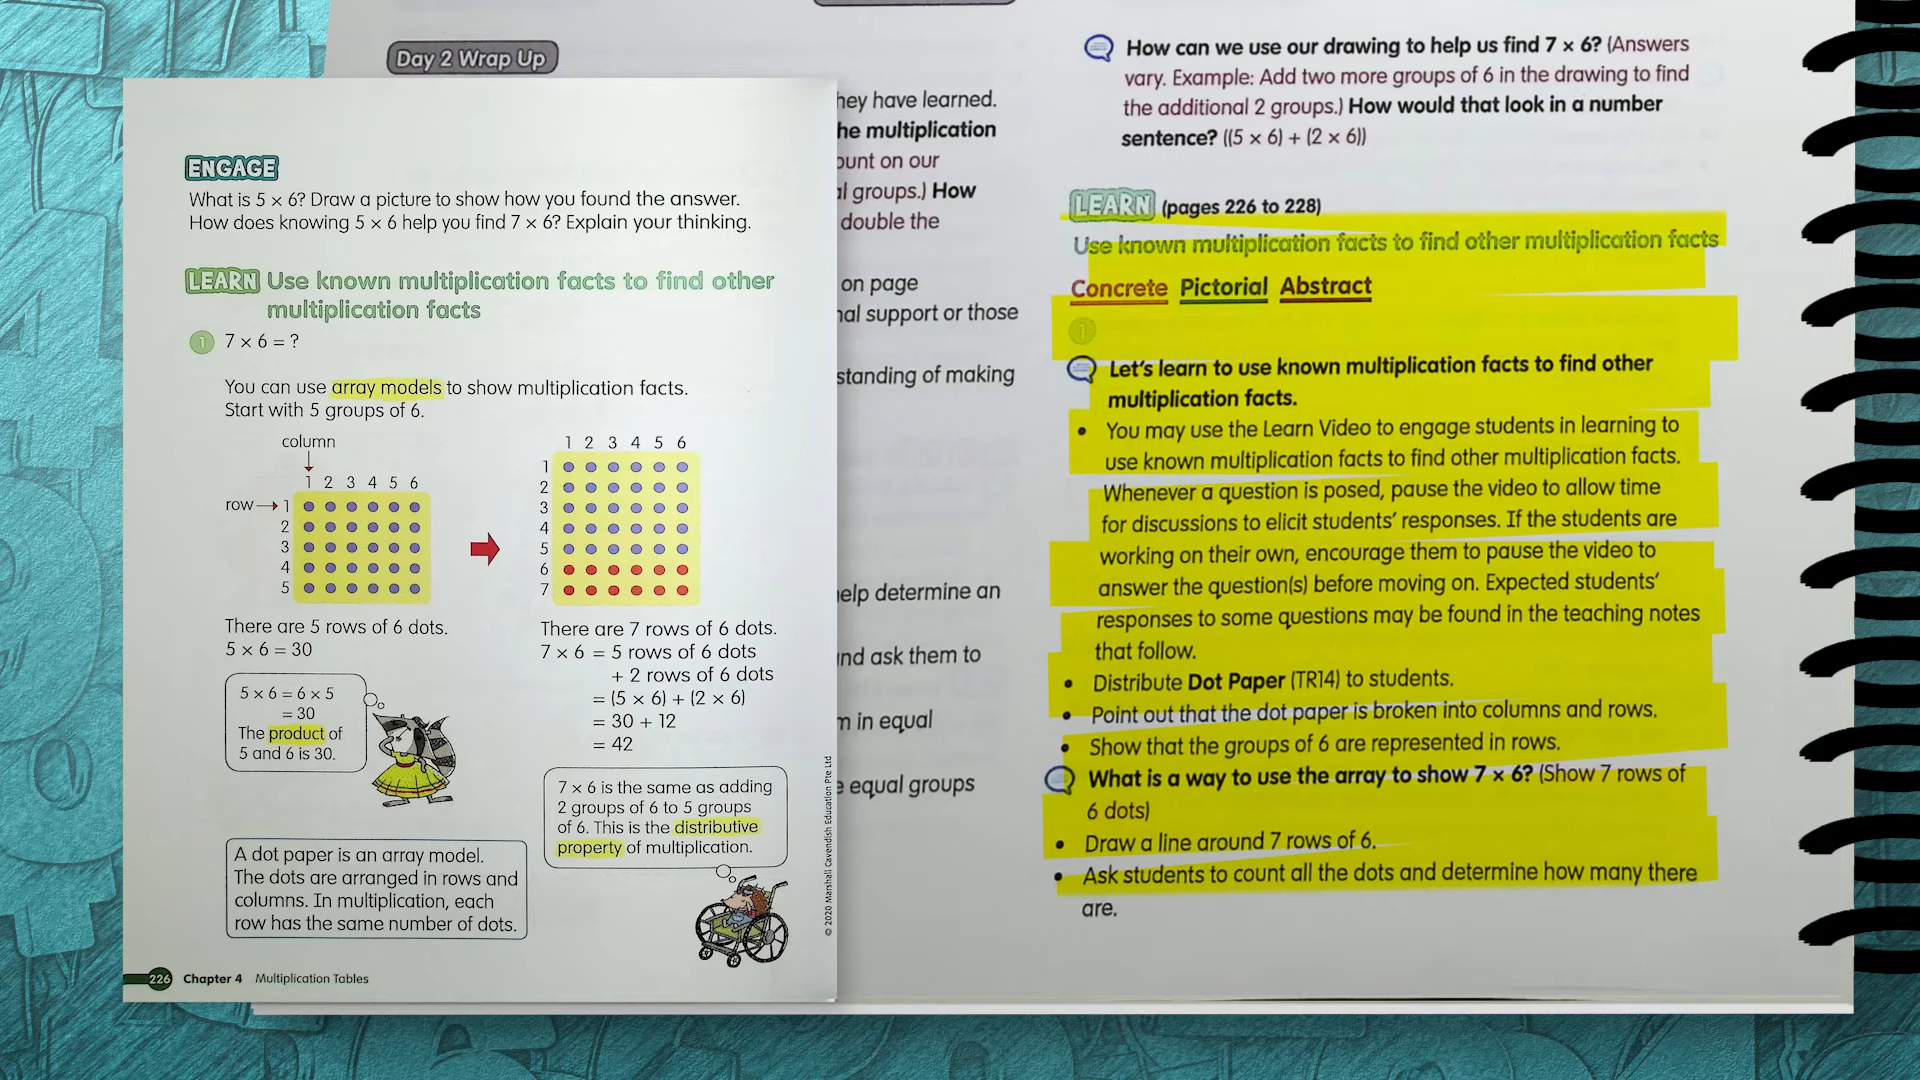 Day 2 Wrap Up
ENGAGE
What is 5 × 6? Draw a picture to show how you found the answer.
How does knowing 5 × 6 help you find 7 × 6? Explain your thinking.
LEARN Use known multiplication facts to find other
multiplication facts
1 7 × 6 = ?
You can use array models to show multiplication facts.
Start with 5 groups of 6.
column
1 2 3 4 5 6
row 1
2
3
4
5
There are 5 rows of 6 dots.
5 × 6 = 30
5 × 6 = 6 × 5
= 30
The product of
5 and 6 is 30.
A dot paper is an array model.
The dots are arranged in rows and
columns. In multiplication, each
row has the same number of dots.
1 2 3 4 5 6
1
2
3
4
5
6
7
There are 7 rows of 6 dots.
7 × 6 = 5 rows of 6 dots
+ 2 rows of 6 dots
= (5 × 6) + (2 × 6)
= 30 + 12
= 42
7 × 6 is the same as adding
2 groups of 6 to 5 groups
of 6. This is the distributive
property of multiplication.
© 2020 Marshall Cavendish Education Pte Ltd
226 Chapter 4 Multiplication Tables
hey have learned.
he multiplication
ount on our
al groups.) How
double the
on page
nal support or those
standing of making
elp determine an
nd ask them to
m in equal
equal groups
How can we use our drawing to help us find 7 × 6? (Answers
vary. Example: Add two more groups of 6 in the drawing to find
the additional 2 groups.) How would that look in a number
sentence? ((5 × 6) + (2 × 6))
LEARN (pages 226 to 228)
Use known multiplication facts to find other multiplication facts
Concrete Pictorial Abstract
1
Let's learn to use known multiplication facts to find other
multiplication facts.
• You may use the Learn Video to engage students in learning to
use known multiplication facts to find other multiplication facts.
Whenever a question is posed, pause the video to allow time
for discussions to elicit students' responses. If the students are
working on their own, encourage them to pause the video to
answer the question(s) before moving on. Expected students'
responses to some questions may be found in the teaching notes
that follow.
• Distribute Dot Paper (TR14) to students.
• Point out that the dot paper is broken into columns and rows.
• Show that the groups of 6 are represented in rows.
What is a way to use the array to show 7 × 6? (Show 7 rows of
6 dots)
• Draw a line around 7 rows of 6.
• Ask students to count all the dots and determine how many there
are.